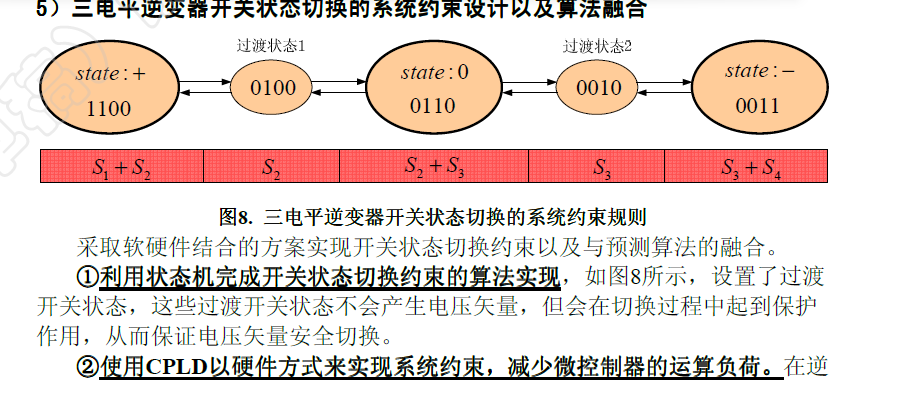 5）三电平逆变器开关状态切换的系统约束设计以及算法融合
过渡状态1 过渡状态2
state:+ 0100 state:0 0010 state:−
1100 0110 0011
S₁+S₂ S₂ S₂+S₃ S₃ S₃+S₄
图8. 三电平逆变器开关状态切换的系统约束规则
采取软硬件结合的方案实现开关状态切换约束以及与预测算法的融合。
①利用状态机完成开关状态切换约束的算法实现，如图8所示，设置了过渡
开关状态，这些过渡开关状态不会产生电压矢量，但会在切换过程中起到保护
作用，从而保证电压矢量安全切换。
②使用CPLD以硬件方式来实现系统约束，减少微控制器的运算负荷。在逆